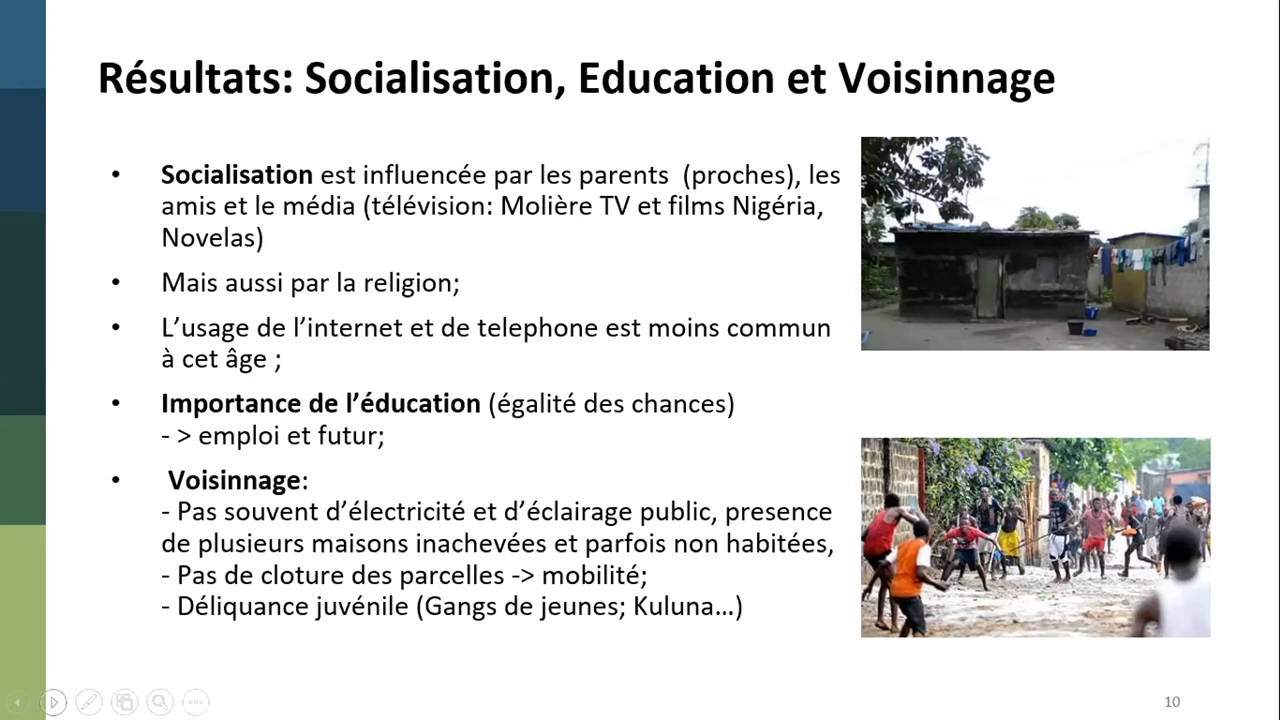 Résultats: Socialisation, Education et Voisinnage
• Socialisation est influencée par les parents  (proches), les
amis et le média (télévision: Molière TV et films Nigéria,
Novelas)
• Mais aussi par la religion;
• L’usage de l’internet et de telephone est moins commun
à cet âge ;
• Importance de l’éducation (égalité des chances)
- > emploi et futur;
• Voisinnage:
- Pas souvent d’électricité et d’éclairage public, presence
de plusieurs maisons inachevées et parfois non habitées,
- Pas de cloture des parcelles -> mobilité;
- Déliquance juvénile (Gangs de jeunes; Kuluna…)
10